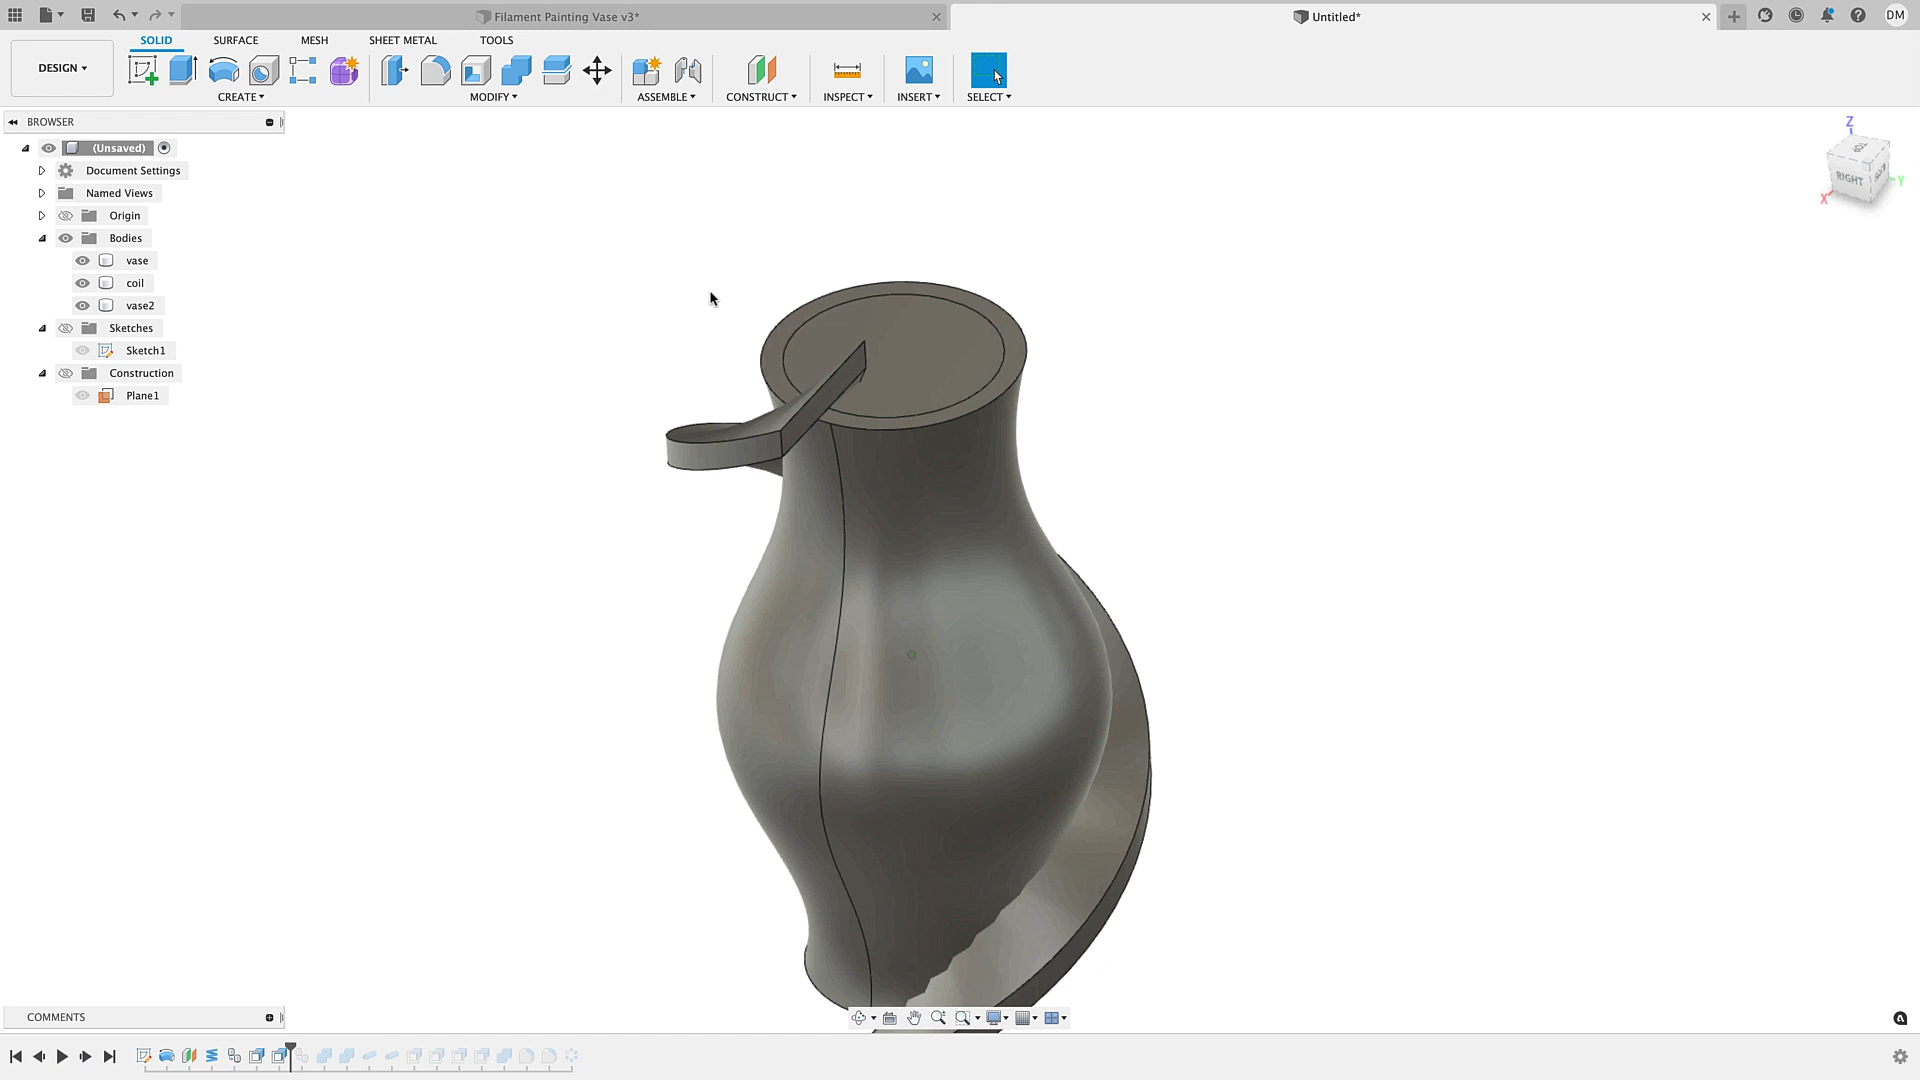 Filament Painting Vase v3*
Untitled*
DM
DESIGN
SOLID
SURFACE
MESH
SHEET METAL
TOOLS
CREATE
MODIFY
ASSEMBLE
CONSTRUCT
INSPECT
INSERT
SELECT
BROWSER
(Unsaved)
Document Settings
Named Views
Origin
Bodies
vase
coil
vase2
Sketches
Sketch1
Construction
Plane1
Z
TOP
RIGHT
X
Y
COMMENTS